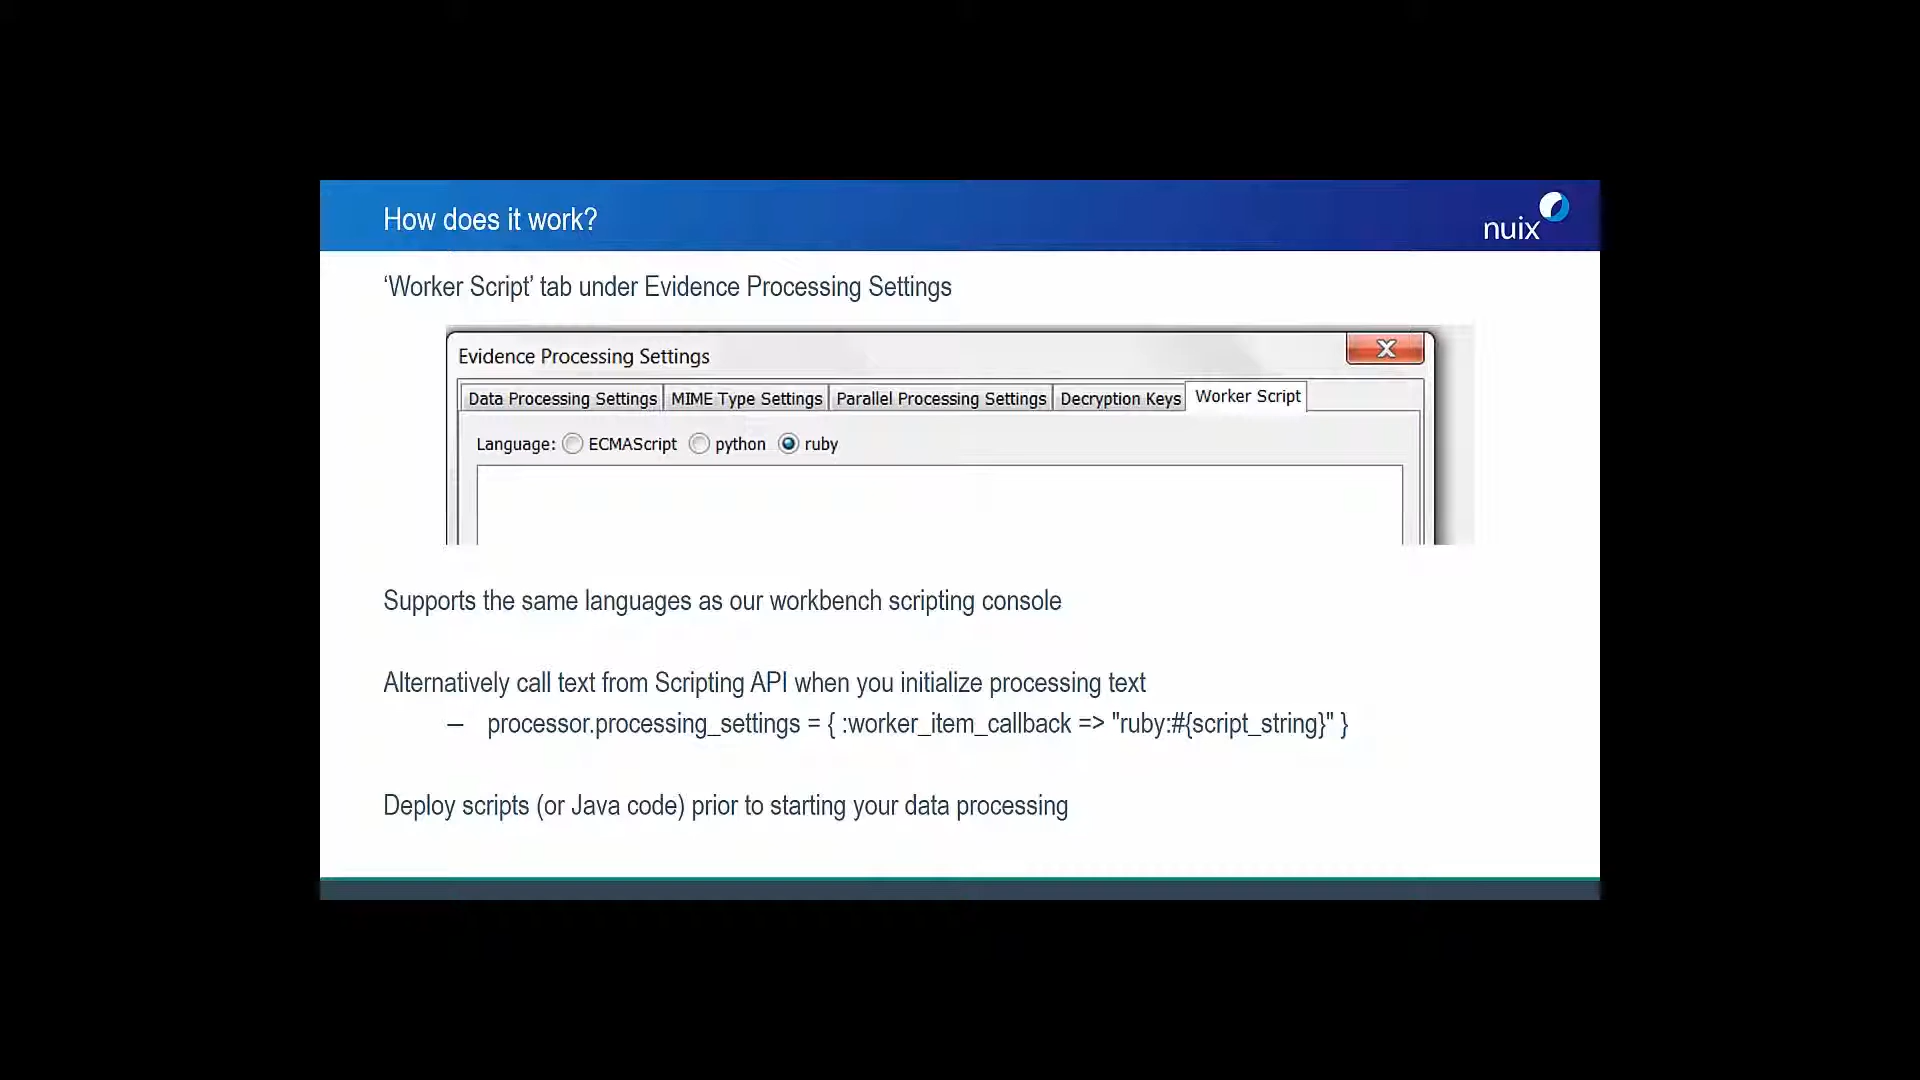 How does it work?
nuix
‘Worker Script’ tab under Evidence Processing Settings
Evidence Processing Settings
Data Processing Settings MIME Type Settings Parallel Processing Settings Decryption Keys Worker Script
Language: ECMAScript python ruby
Supports the same languages as our workbench scripting console
Alternatively call text from Scripting API when you initialize processing text
– processor.processing_settings = { :worker_item_callback => "ruby:#{script_string}" }
Deploy scripts (or Java code) prior to starting your data processing